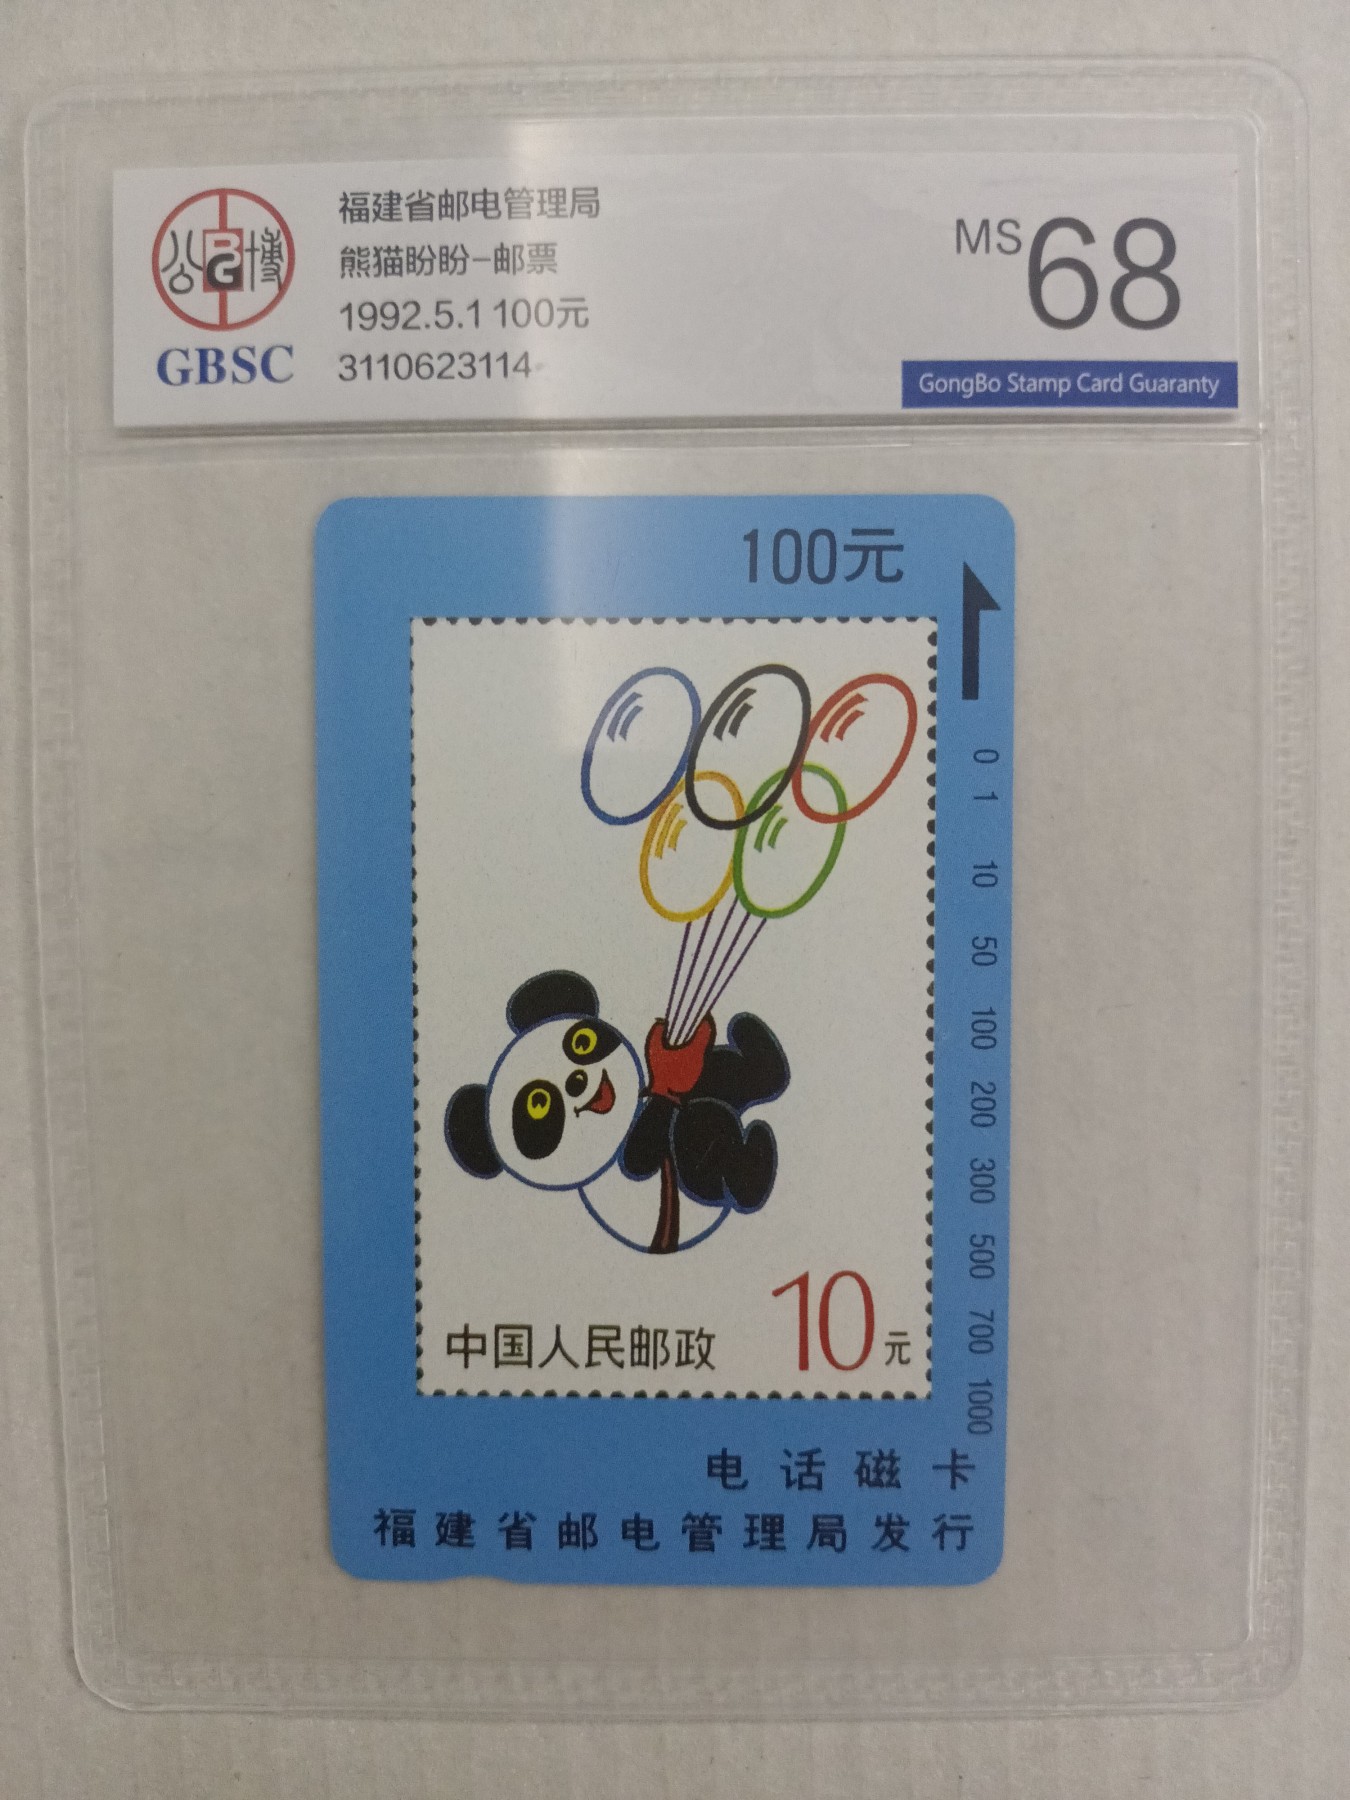 公博
BG
GBSC
福建省邮电管理局
熊猫盼盼-邮票
1992.5.1 100元
3110623114
MS 68
GongBo Stamp Card Guaranty
100元
0 1 10 50 100 200 300 500 700 1000
中国人民邮政 10元
电话磁卡
福建省邮电管理局发行